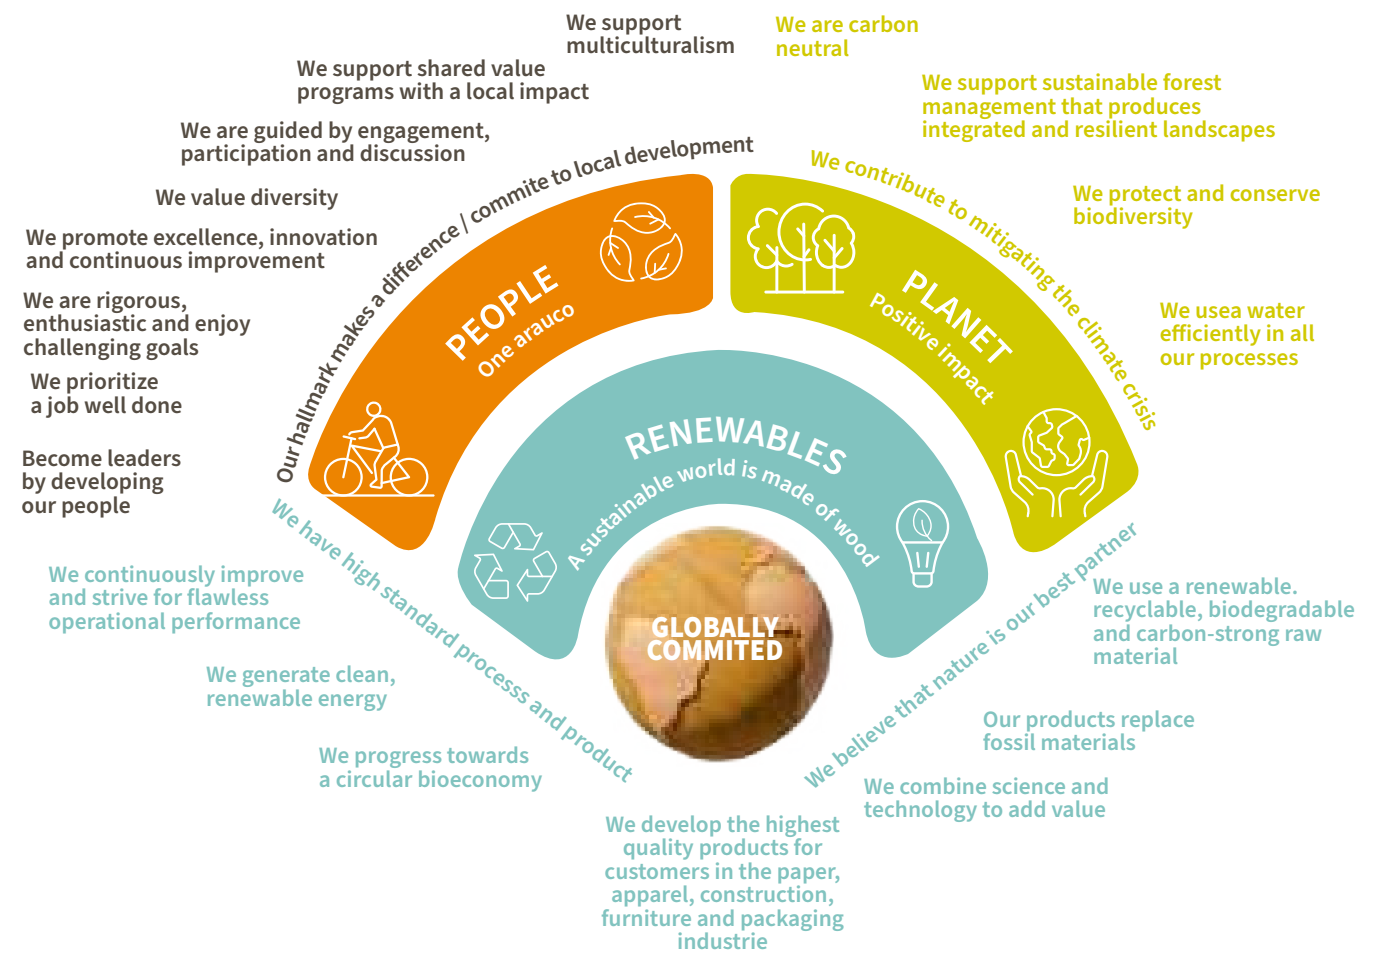 We support
multiculturalism
We are carbon
neutral
We support shared value
programs with a local impact
We support sustainable forest
management that produces
integrated and resilient landscapes
We are guided by engagement,
participation and discussion
We value diversity
We protect and conserve
biodiversity
We promote excellence, innovation
and continuous improvement
We are rigorous,
enthusiastic and enjoy
challenging goals
We usea water
efficiently in all
our processes
We prioritize
a job well done
Become leaders
by developing
our people
Our hallmark makes a difference / commite to local development
We contribute to mitigating the climate crisis
PEOPLE
One arauco
PLANET
Positive impact
RENEWABLES
A sustainable world is made of wood
GLOBALLY
COMMITED
We have high standard processs and product
We believe that nature is our best partner
We continuously improve
and strive for flawless
operational performance
We generate clean,
renewable energy
We progress towards
a circular bioeconomy
We use a renewable.
recyclable, biodegradable
and carbon-strong raw
material
Our products replace
fossil materials
We combine science and
technology to add value
We develop the highest
quality products for
customers in the paper,
apparel, construction,
furniture and packaging
industrie